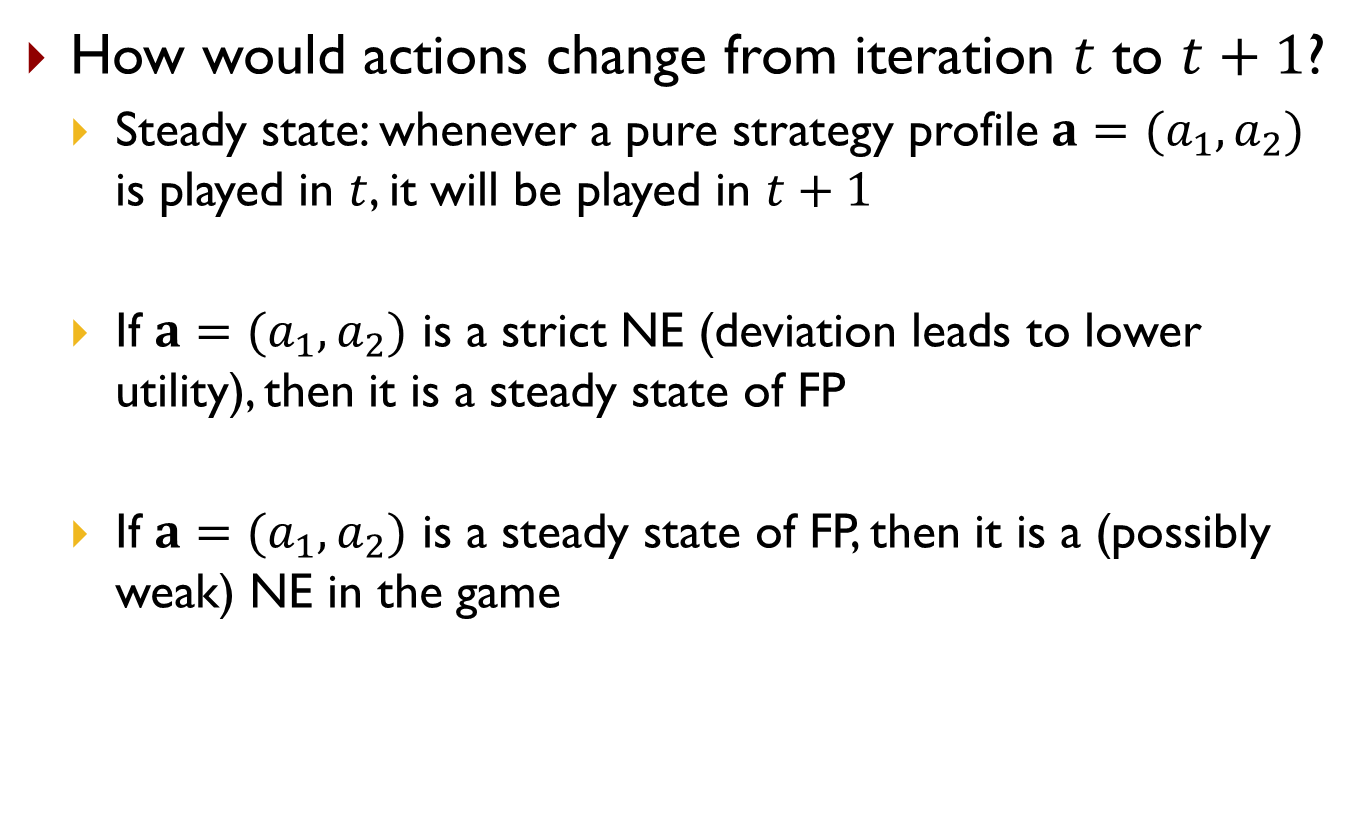 How would actions change from iteration 𝑡 to 𝑡 + 1?
Steady state: whenever a pure strategy profile 𝐚 = (𝑎₁, 𝑎₂)
is played in 𝑡, it will be played in 𝑡 + 1
If 𝐚 = (𝑎₁, 𝑎₂) is a strict NE (deviation leads to lower
utility), then it is a steady state of FP
If 𝐚 = (𝑎₁, 𝑎₂) is a steady state of FP, then it is a (possibly
weak) NE in the game